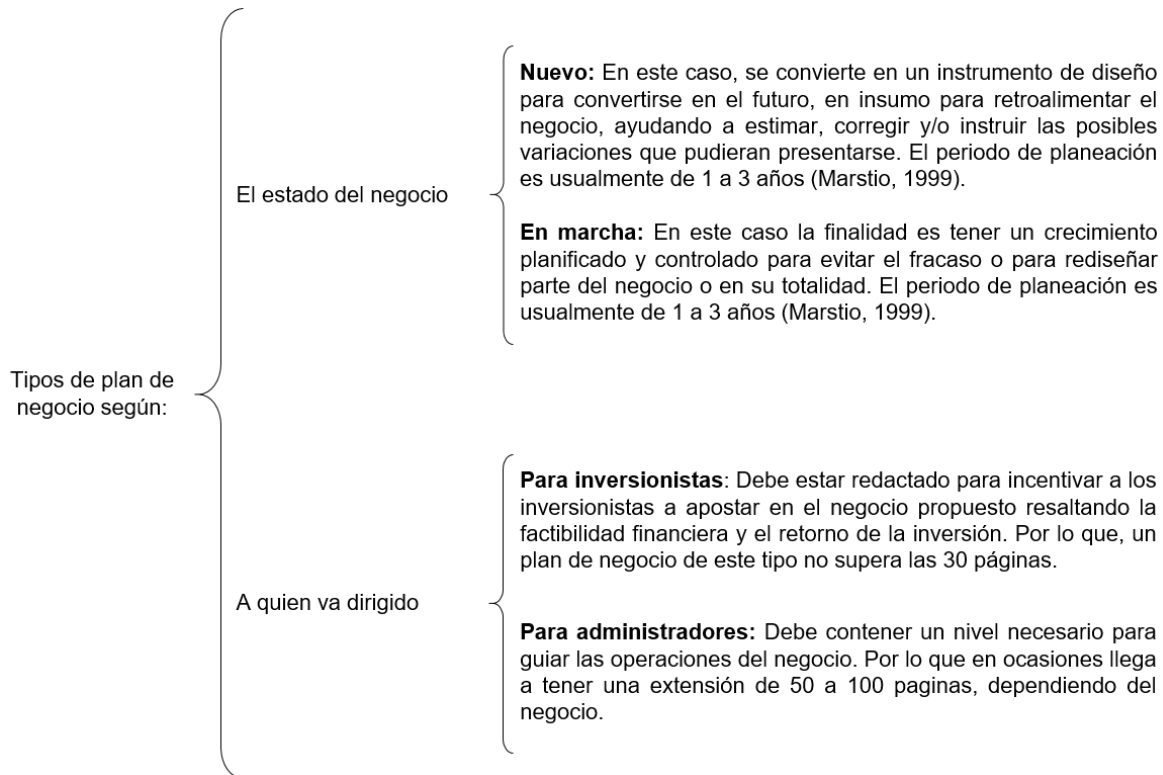 Nuevo: En este caso, se convierte en un instrumento de diseño
para convertirse en el futuro, en insumo para retroalimentar el
negocio, ayudando a estimar, corregir y/o instruir las posibles
variaciones que pudieran presentarse. El periodo de planeación
es usualmente de 1 a 3 años (Marstio, 1999).
El estado del negocio
En marcha: En este caso la finalidad es tener un crecimiento
planificado y controlado para evitar el fracaso o para rediseñar
parte del negocio o en su totalidad. El periodo de planeación es
usualmente de 1 a 3 años (Marstio, 1999).
Tipos de plan de
negocio según:
Para inversionistas: Debe estar redactado para incentivar a los
inversionistas a apostar en el negocio propuesto resaltando la
factibilidad financiera y el retorno de la inversión. Por lo que, un
plan de negocio de este tipo no supera las 30 páginas.
A quien va dirigido
Para administradores: Debe contener un nivel necesario para
guiar las operaciones del negocio. Por lo que en ocasiones llega
a tener una extensión de 50 a 100 paginas, dependiendo del
negocio.